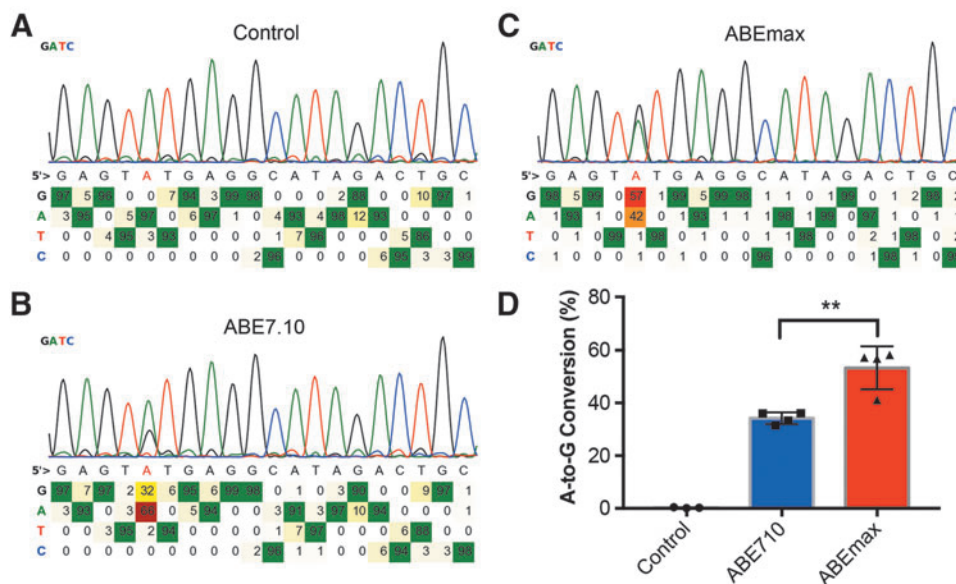 A
Control
GATC
5'> G A G T A T G A G G C A T A G A C T G C
G 97 5 96 0 0 7 94 3 99 98 0 0 0 2 88 0 0 10 97 1
A 3 95 0 5 97 0 6 97 1 0 4 93 4 98 12 93 0 0 0 1
T 0 0 4 95 3 93 0 0 0 0 0 7 96 0 0 0 5 86 0 0
C 0 0 0 0 0 0 0 0 0 2 96 0 0 0 0 6 95 3 3 99
B
ABE7.10
GATC
5'> G A G T A T G A G G C A T A G A C T G C
G 97 7 97 2 32 6 95 6 99 98 0 1 0 3 90 0 0 9 97 1
A 3 93 0 3 66 0 5 94 0 0 3 91 3 97 10 94 0 0 0 1
T 0 0 3 95 2 94 0 0 0 0 1 7 97 0 0 0 6 88 0 0
C 0 0 0 0 0 0 0 0 0 2 96 1 1 0 0 6 94 3 3 98
C
ABEmax
GATC
5'> G A G T A T G A G G C A T A G A C T G C
G 98 5 99 57 1 99 5 99 98 1 1 0 1 99 1 0 2 98
A 1 93 1 0 42 0 1 93 1 1 1 98 1 99 0 98 1 0 1
T 0 1 99 1 98 0 1 0 0 0 1 98 0 0 2 1 98 1
C 0 0 0 1 0 1 0 1 0 1 98 0 1 0 1 1 98 1 0
D
A-to-G Conversion (%)
80
60
40
20
0
**
Control
ABE710
ABEmax